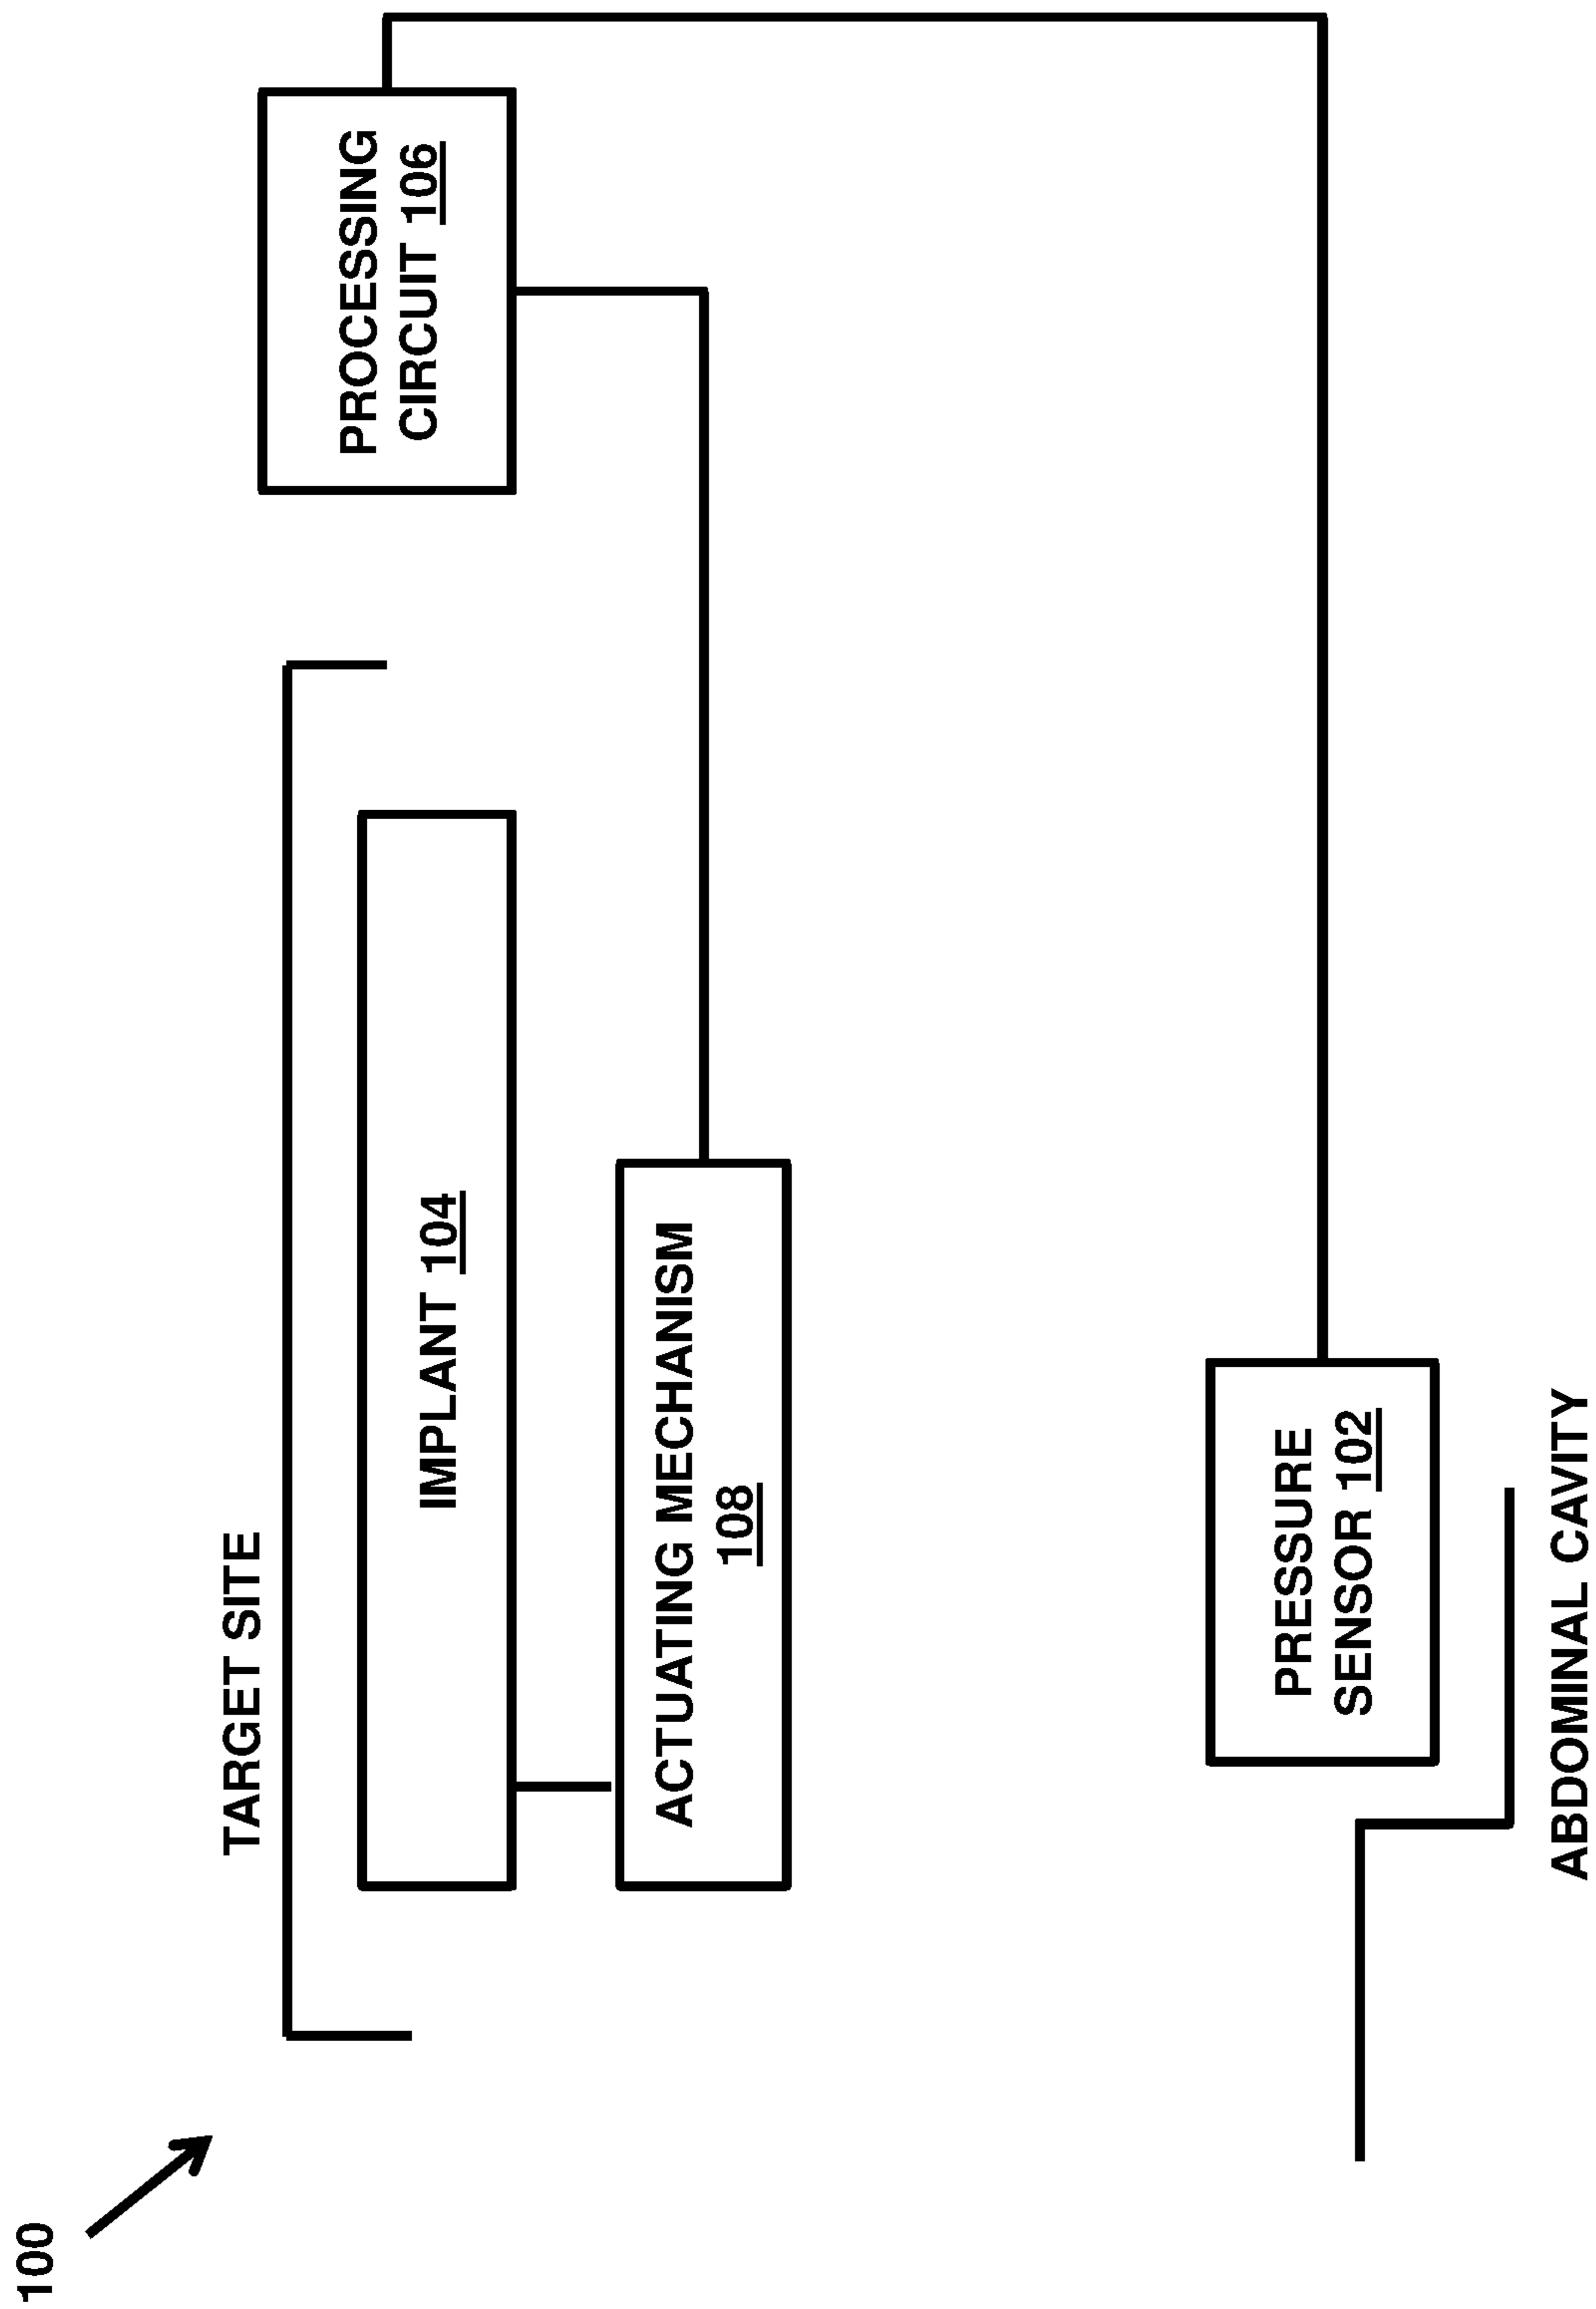 100
TARGET SITE
IMPLANT 104
ACTUATING MECHANISM
108
PROCESSING
CIRCUIT 106
PRESSURE
SENSOR 102
ABDOMINAL CAVITY